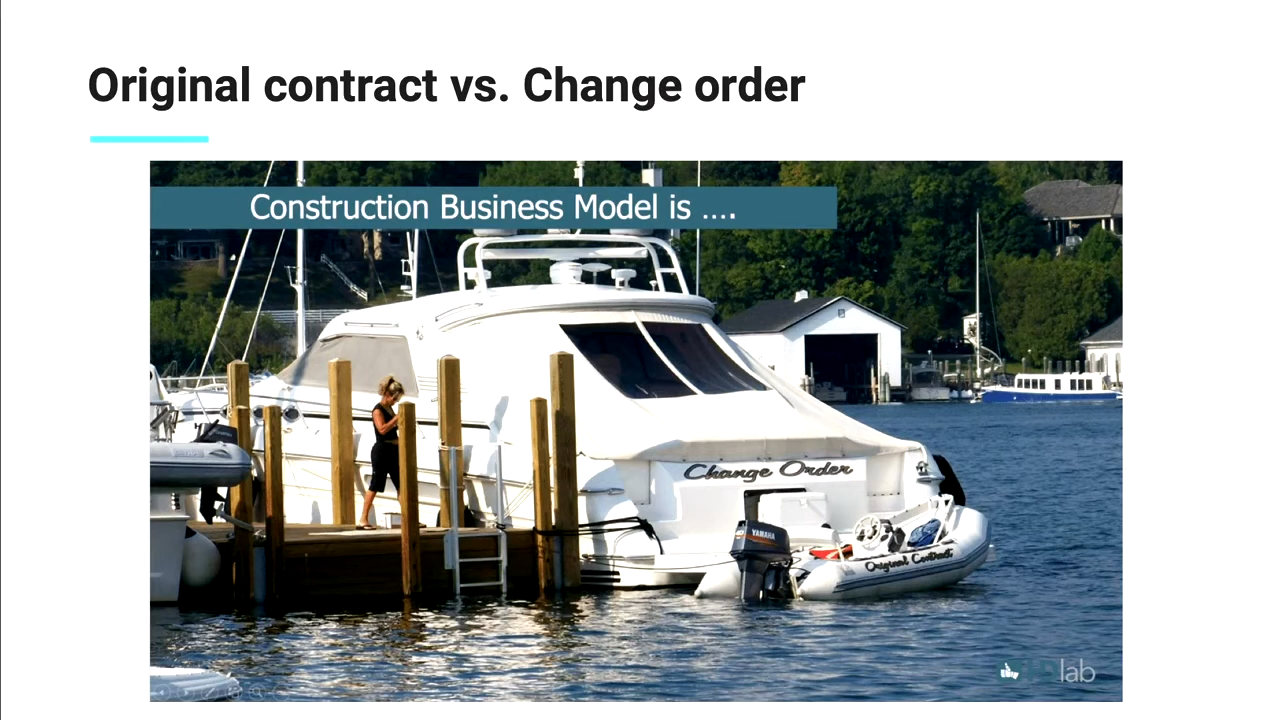 Original contract vs. Change order
Construction Business Model is ....
Change Order
YAMAHA
Original Contract
lab